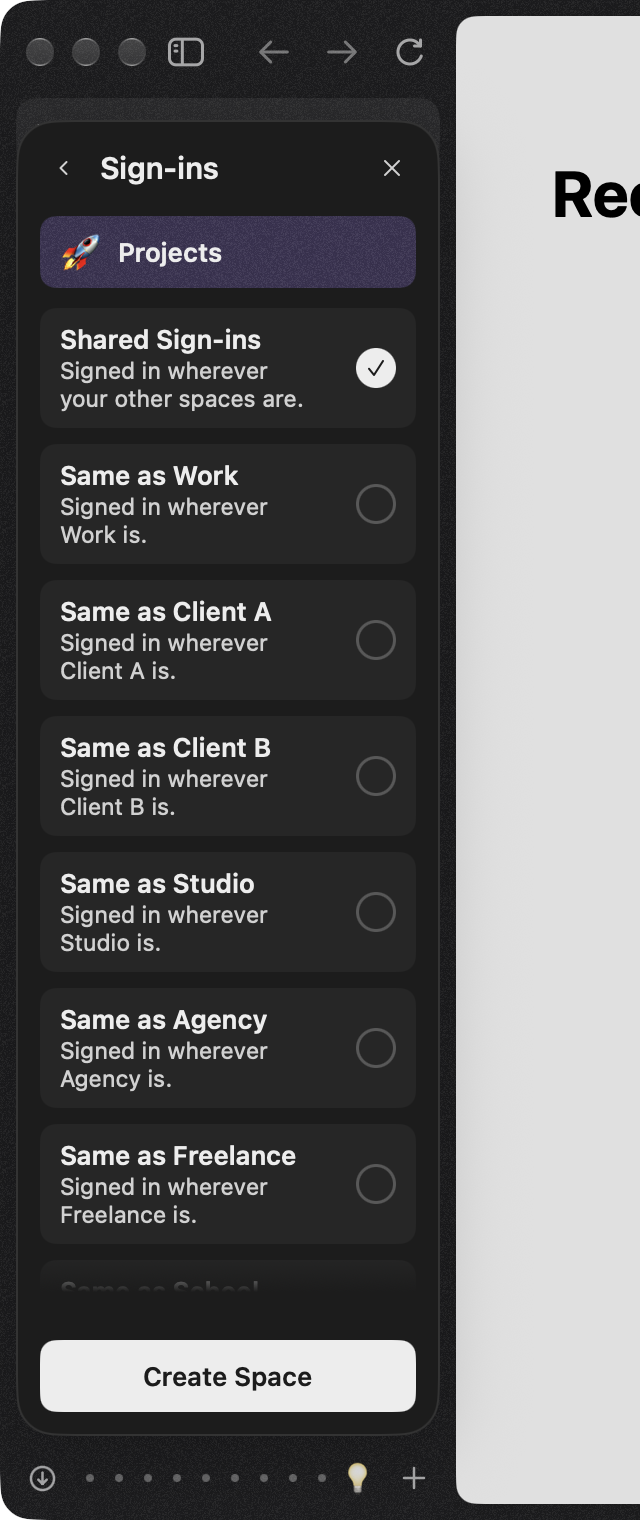 Sign-ins
Projects
Shared Sign-ins
Signed in wherever
your other spaces are.
Same as Work
Signed in wherever
Work is.
Same as Client A
Signed in wherever
Client A is.
Same as Client B
Signed in wherever
Client B is.
Same as Studio
Signed in wherever
Studio is.
Same as Agency
Signed in wherever
Agency is.
Same as Freelance
Signed in wherever
Freelance is.
Same as School
Create Space